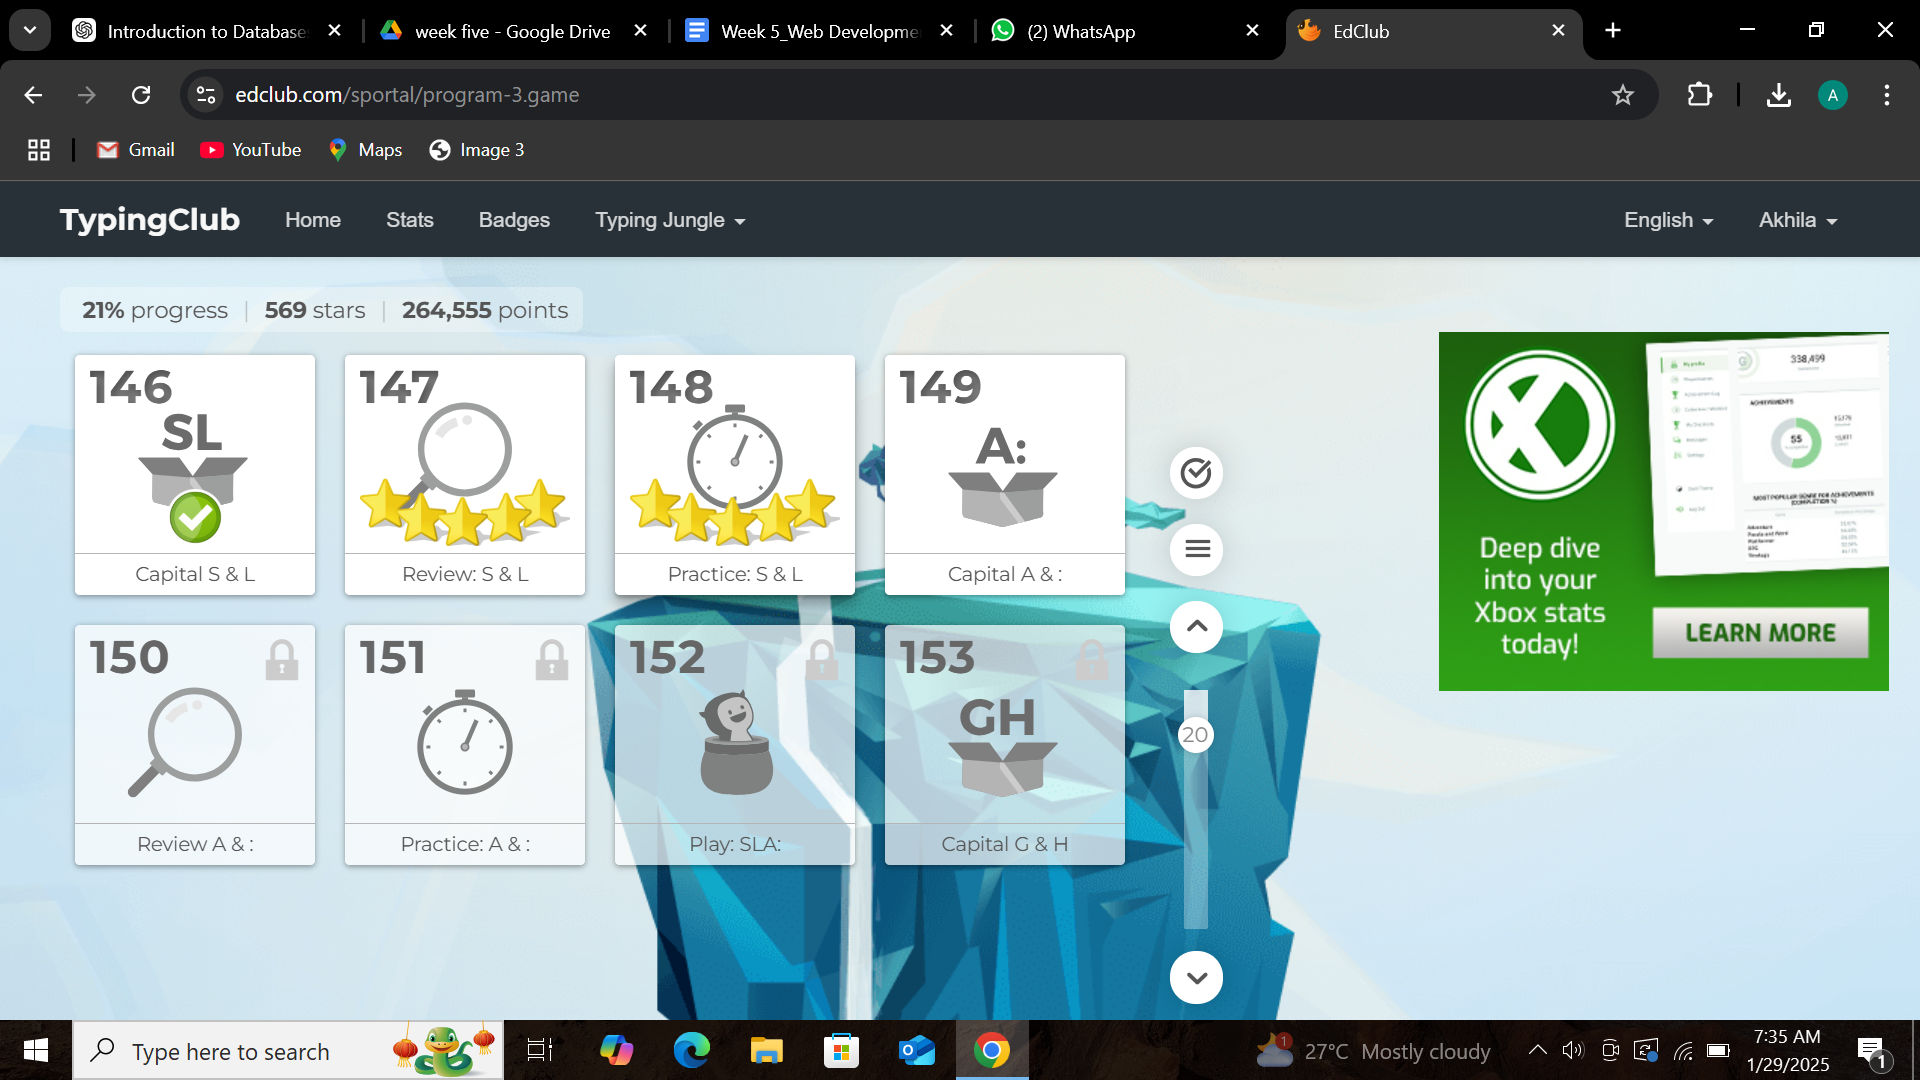 Introduction to Database
week five - Google Drive
Week 5_Web Developme
(2) WhatsApp
EdClub
edclub.com/sportal/program-3.game
A
Gmail
YouTube
Maps
Image 3
TypingClub
Home
Stats
Badges
Typing Jungle
English
Akhila
21% progress | 569 stars | 264,555 points
146
SL
Capital S & L
147
Review: S & L
148
Practice: S & L
149
A:
Capital A & :
150
Review A & :
151
Practice: A & :
152
Play: SLA:
153
GH
Capital G & H
20
338,499
ACHIEVEMENTS
55
Deep dive
into your
Xbox stats
today!
LEARN MORE
Type here to search
1
27°C Mostly cloudy
7:35 AM
1/29/2025
1